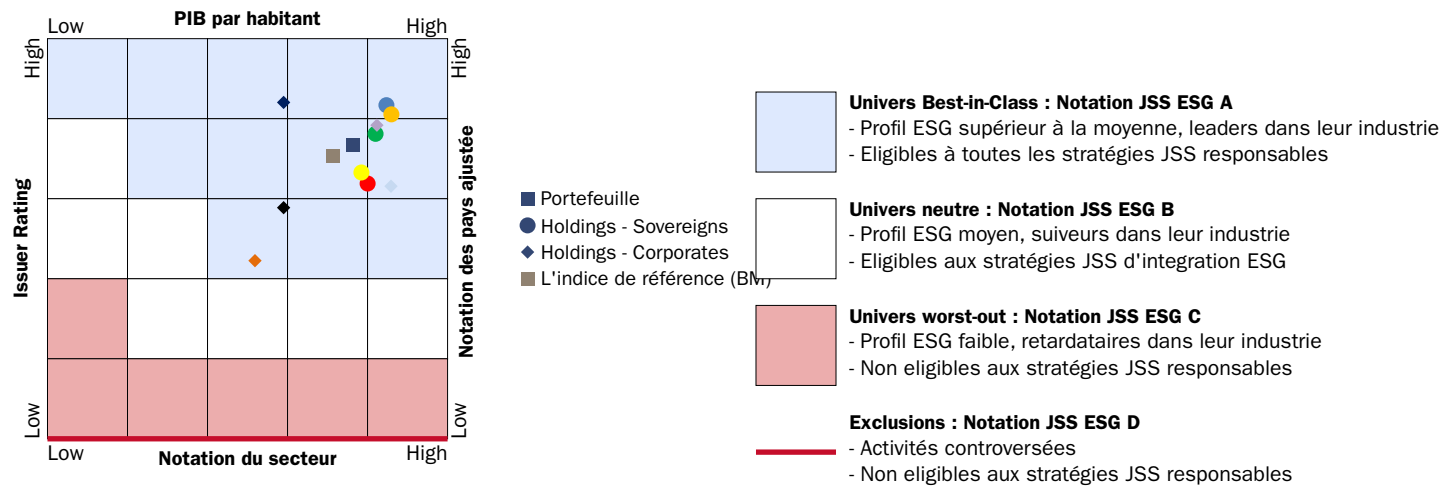 PIB par habitant
Low
High
High
High
Issuer Rating
Notation des pays ajustée
Low
Low
Low
High
Notation du secteur
Portefeuille
Holdings - Sovereigns
Holdings - Corporates
L'indice de référence (BM)
Univers Best-in-Class : Notation JSS ESG A
- Profil ESG supérieur à la moyenne, leaders dans leur industrie
- Eligibles à toutes les stratégies JSS responsables
Univers neutre : Notation JSS ESG B
- Profil ESG moyen, suiveurs dans leur industrie
- Eligibles aux stratégies JSS d'integration ESG
Univers worst-out : Notation JSS ESG C
- Profil ESG faible, retardataires dans leur industrie
- Non eligibles aux stratégies JSS responsables
Exclusions : Notation JSS ESG D
- Activités controversées
- Non eligibles aux stratégies JSS responsables